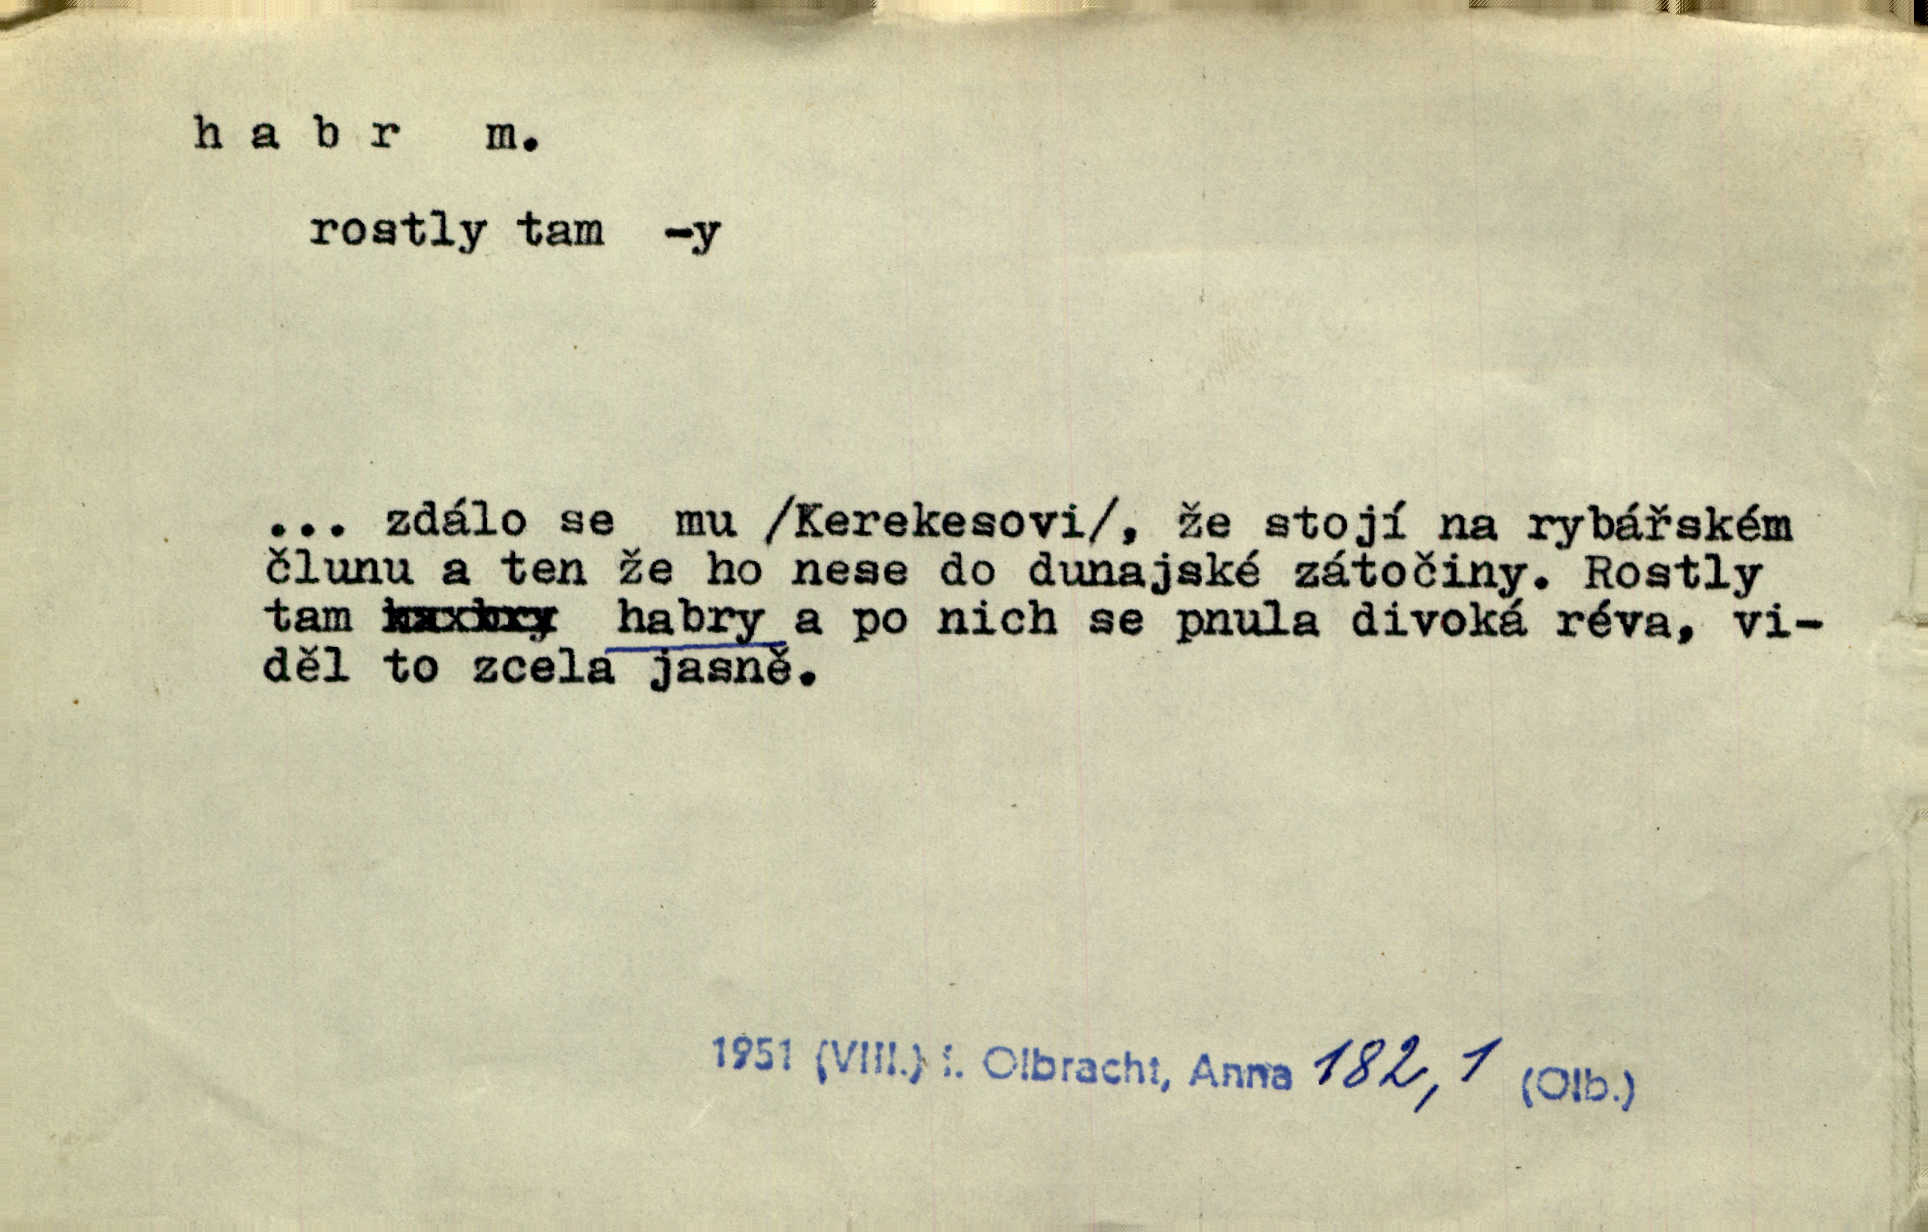 h a b r m.
rostly tam -y
... zdálo se mu /Kerekesovi/, že stojí na rybářském
člunu a ten že ho nese do dunajské zátočiny. Rostly
tam habry a po nich se pnula divoká réva, vi-
děl to zcela jasně.
1951 (VIII.) I. Olbracht, Anna 182,1 (Olb.)